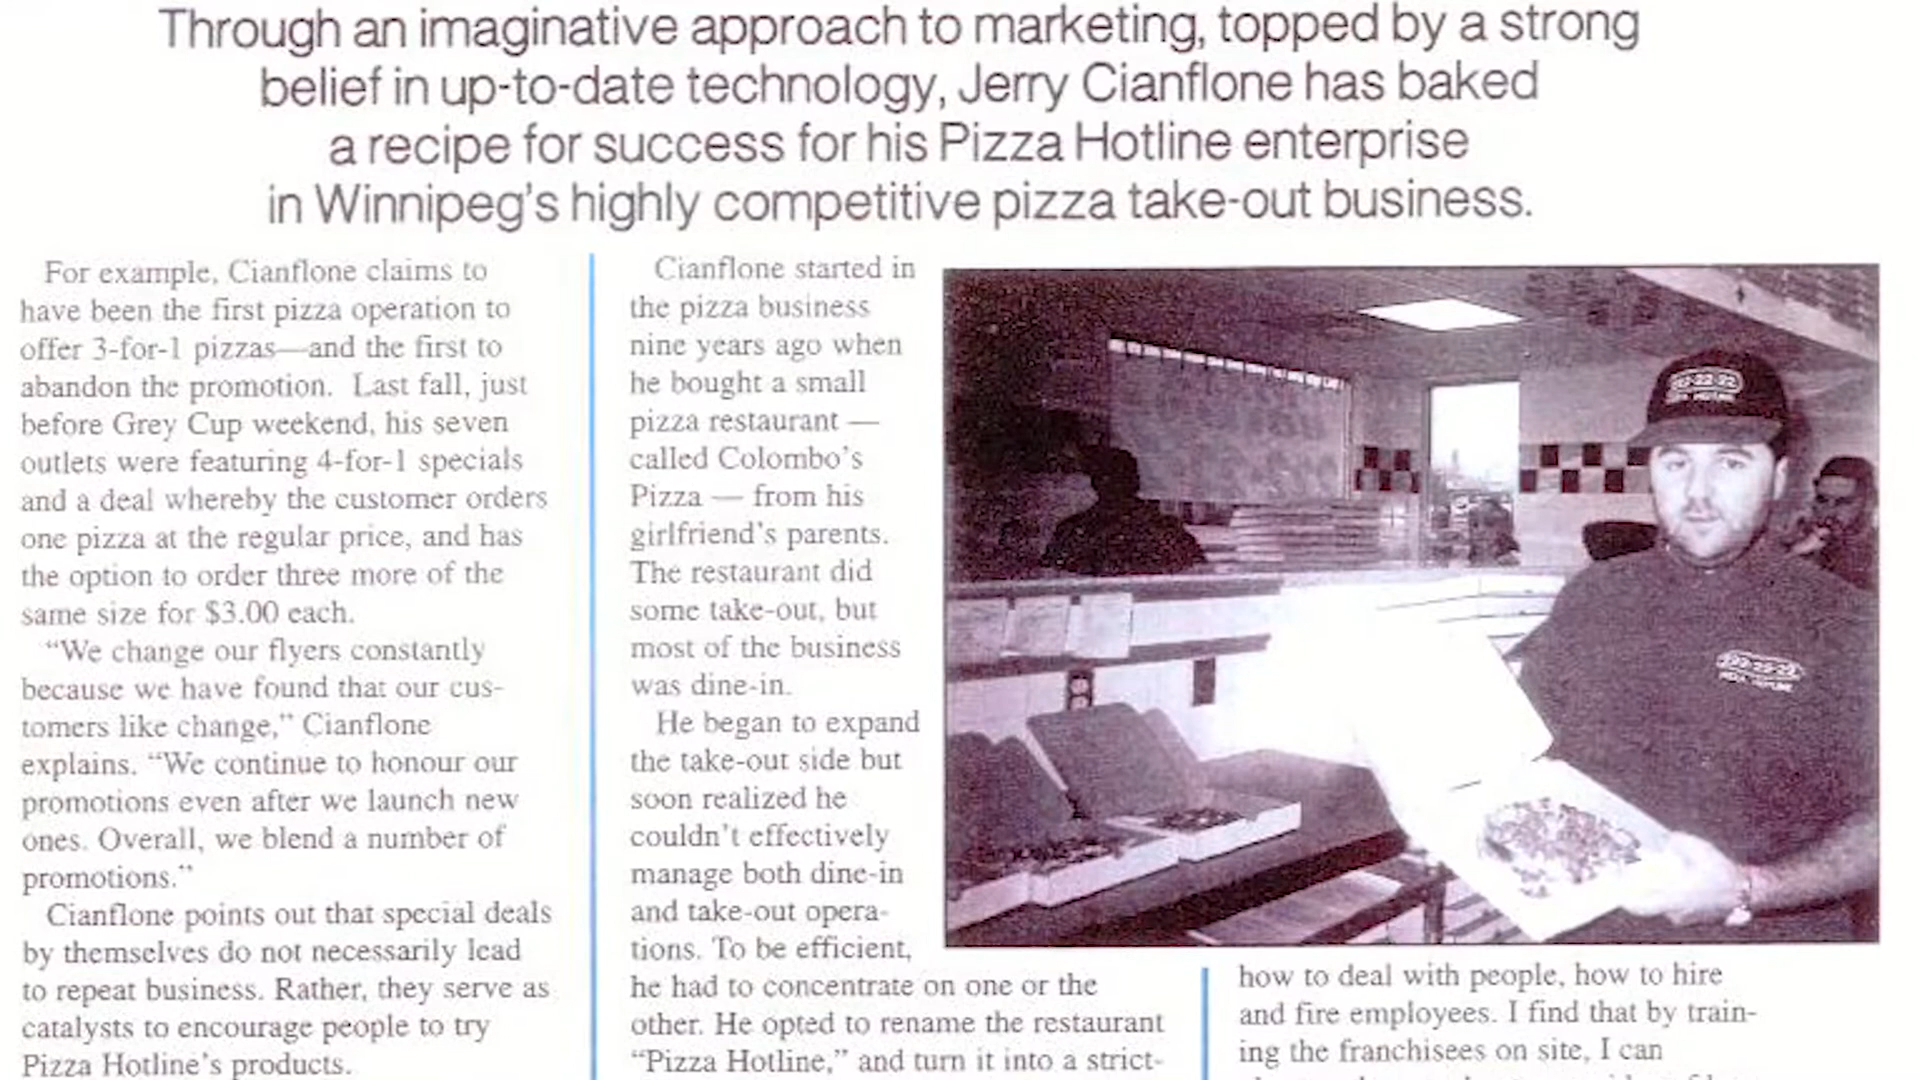 Through an imaginative approach to marketing, topped by a strong
belief in up-to-date technology, Jerry Cianflone has baked
a recipe for success for his Pizza Hotline enterprise
in Winnipeg's highly competitive pizza take-out business.
For example, Cianflone claims to
have been the first pizza operation to
offer 3-for-1 pizzas—and the first to
abandon the promotion. Last fall, just
before Grey Cup weekend, his seven
outlets were featuring 4-for-1 specials
and a deal whereby the customer orders
one pizza at the regular price, and has
the option to order three more of the
same size for $3.00 each.
“We change our flyers constantly
because we have found that our cus-
tomers like change,” Cianflone
explains. “We continue to honour our
promotions even after we launch new
ones. Overall, we blend a number of
promotions.”
Cianflone points out that special deals
by themselves do not necessarily lead
to repeat business. Rather, they serve as
catalysts to encourage people to try
Pizza Hotline's products.
Cianflone started in
the pizza business
nine years ago when
he bought a small
pizza restaurant —
called Colombo's
Pizza — from his
girlfriend's parents.
The restaurant did
some take-out, but
most of the business
was dine-in.
He began to expand
the take-out side but
soon realized he
couldn't effectively
manage both dine-in
and take-out opera-
tions. To be efficient,
he had to concentrate on one or the
other. He opted to rename the restaurant
“Pizza Hotline,” and turn it into a strict-
how to deal with people, how to hire
and fire employees. I find that by train-
ing the franchisees on site, I can